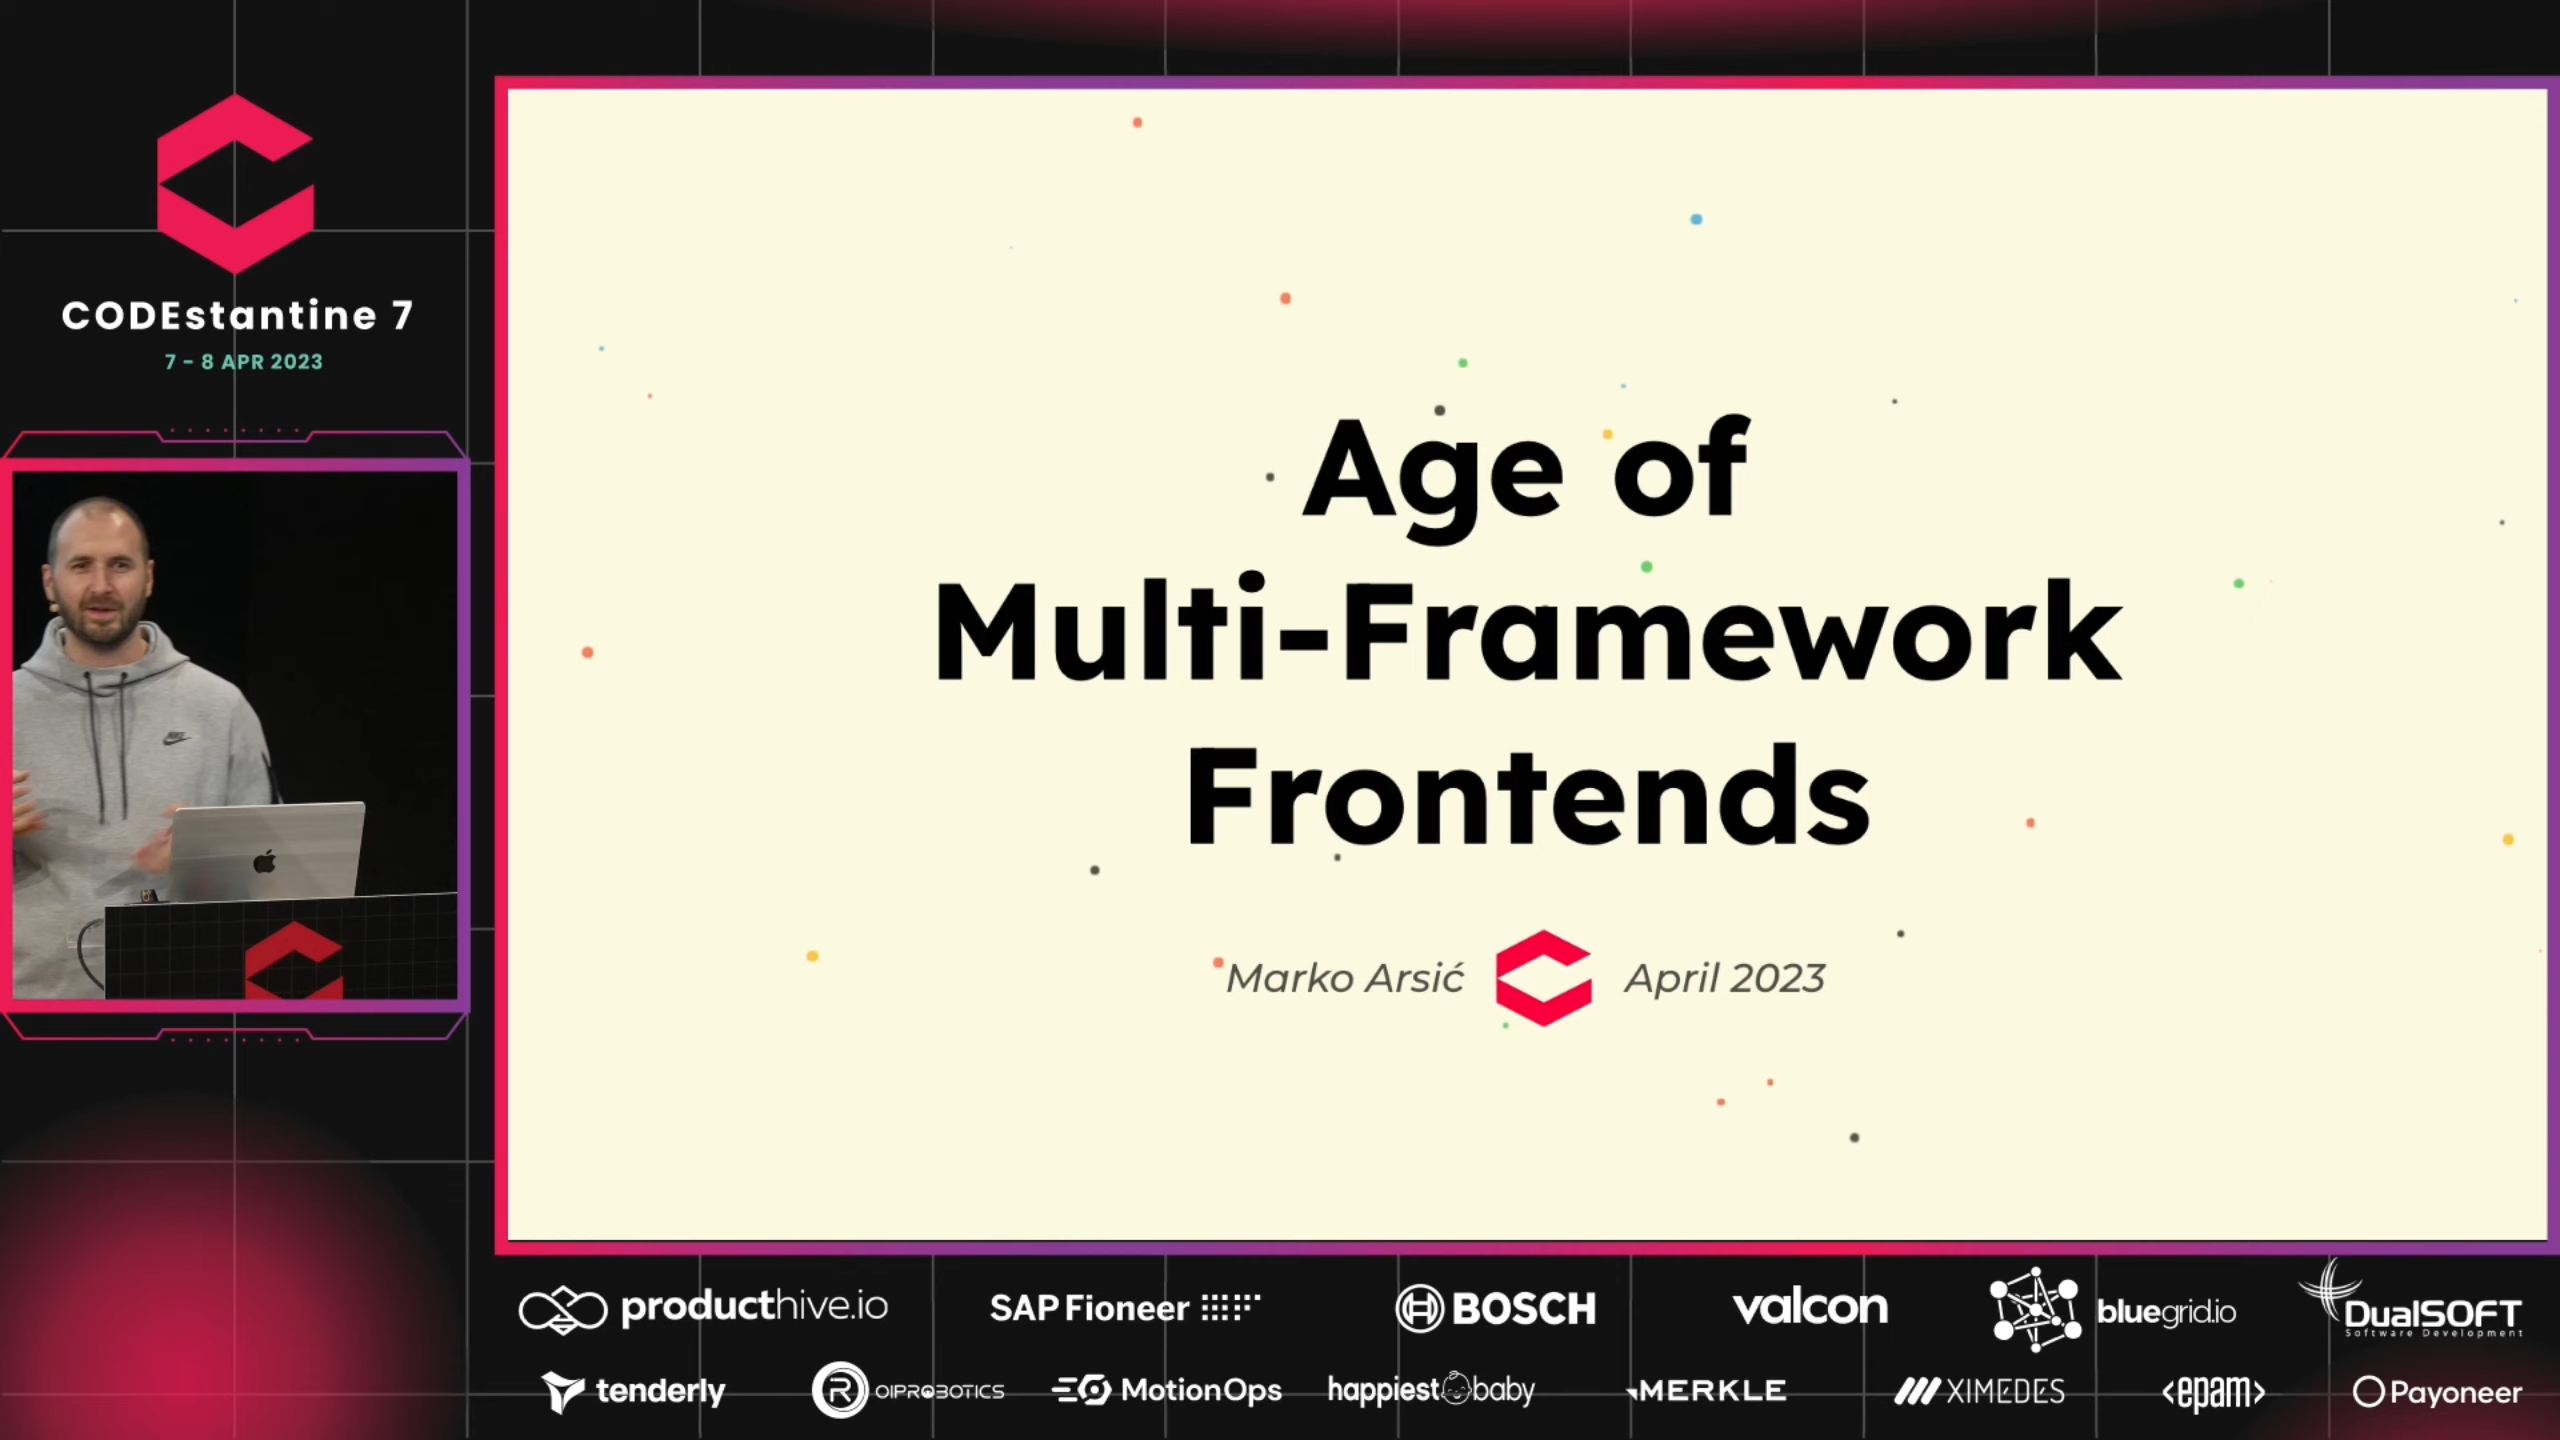 CODEstantine 7
7 - 8 APR 2023
Age of
Multi-Framework
Frontends
Marko Arsić
April 2023
producthive.io
SAP Fioneer
BOSCH
valcon
bluegrid.io
DualSOFT
Software Development
tenderly
R
OIPROBOTICS
MotionOps
happiest baby
MERKLE
XIMEDES
<epam>
Payoneer